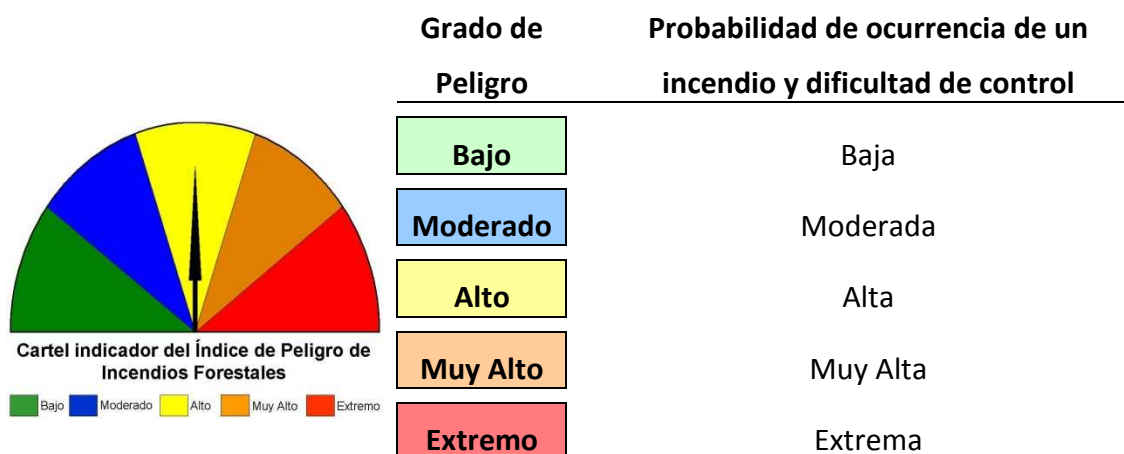 Grado de Peligro
Probabilidad de ocurrencia de un incendio y dificultad de control
Bajo
Baja
Moderado
Moderada
Alto
Alta
Muy Alto
Muy Alta
Extremo
Extrema
Cartel indicador del Índice de Peligro de
Incendios Forestales
Bajo
Moderado
Alto
Muy Alto
Extremo